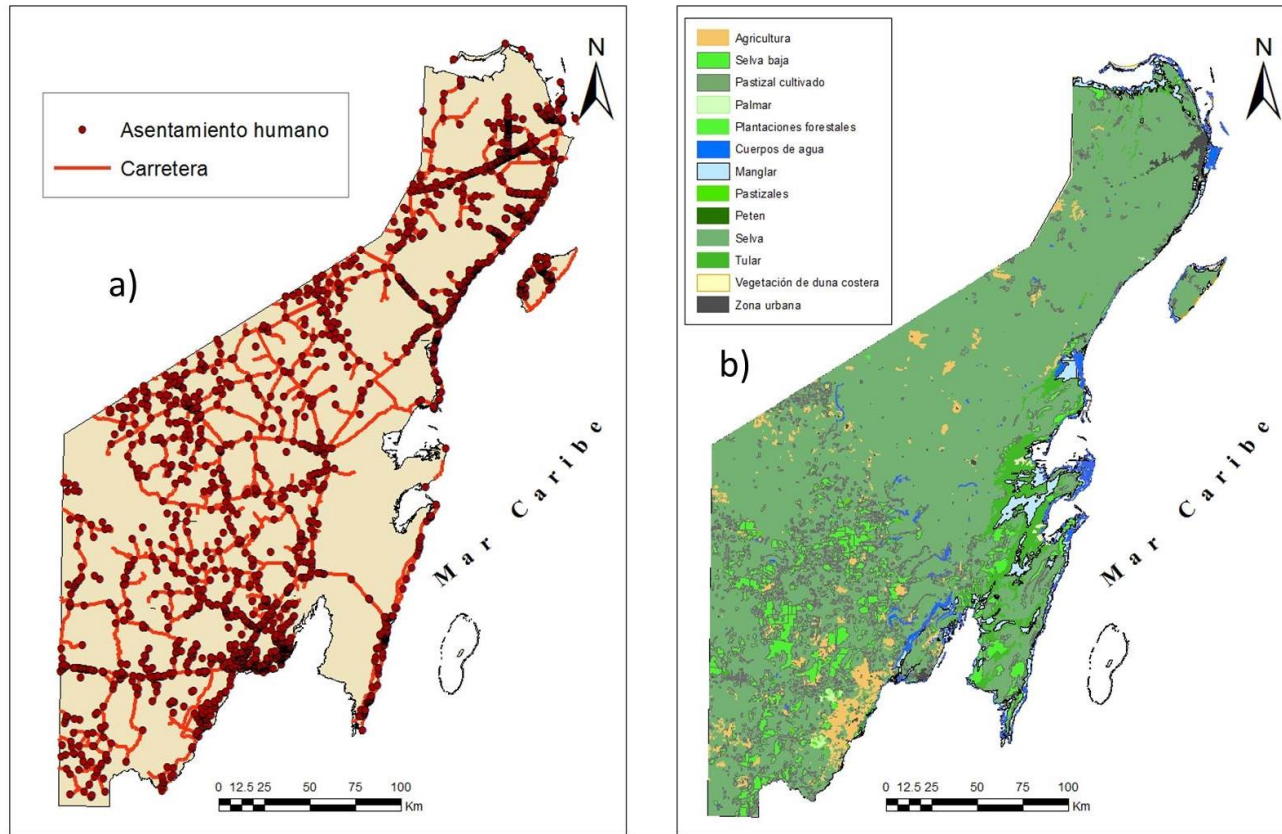 N
Asentamiento humano
Carretera
a)
Mar Caribe
0 12.5 25 50 75 100
Km
Agricultura
Selva baja
Pastizal cultivado
Palmar
Plantaciones forestales
Cuerpos de agua
Manglar
Pastizales
Peten
Selva
Tular
Vegetación de duna costera
Zona urbana
N
b)
Mar Caribe
0 12.5 25 50 75 100
Km